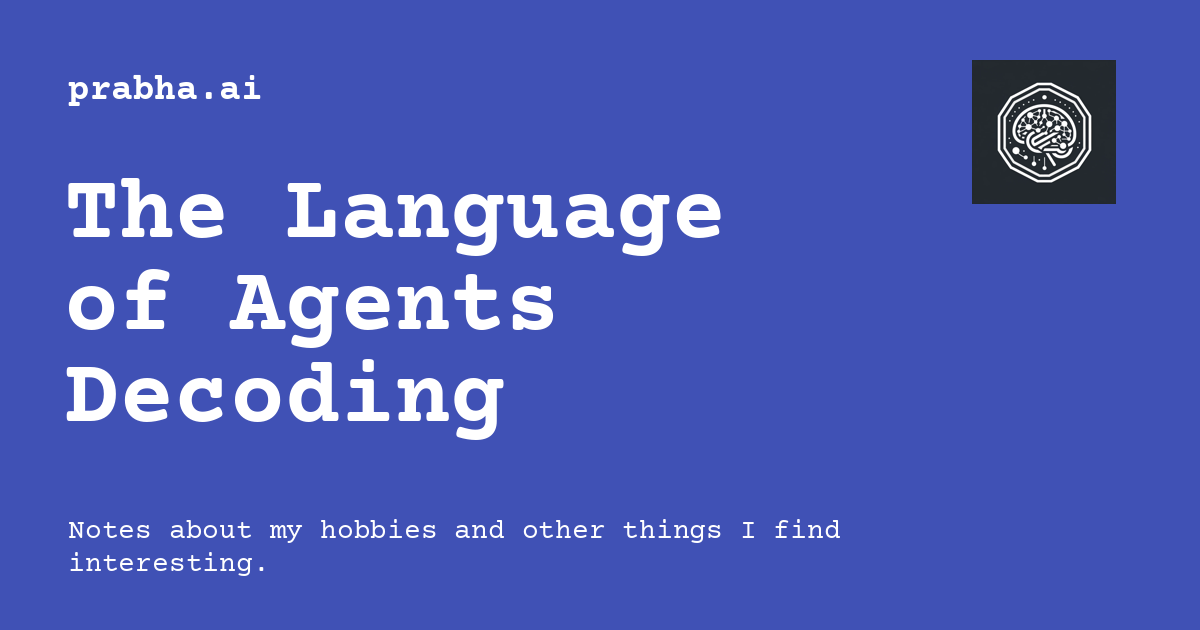 prabha.ai
The Language
of Agents
Decoding
Notes about my hobbies and other things I find
interesting.